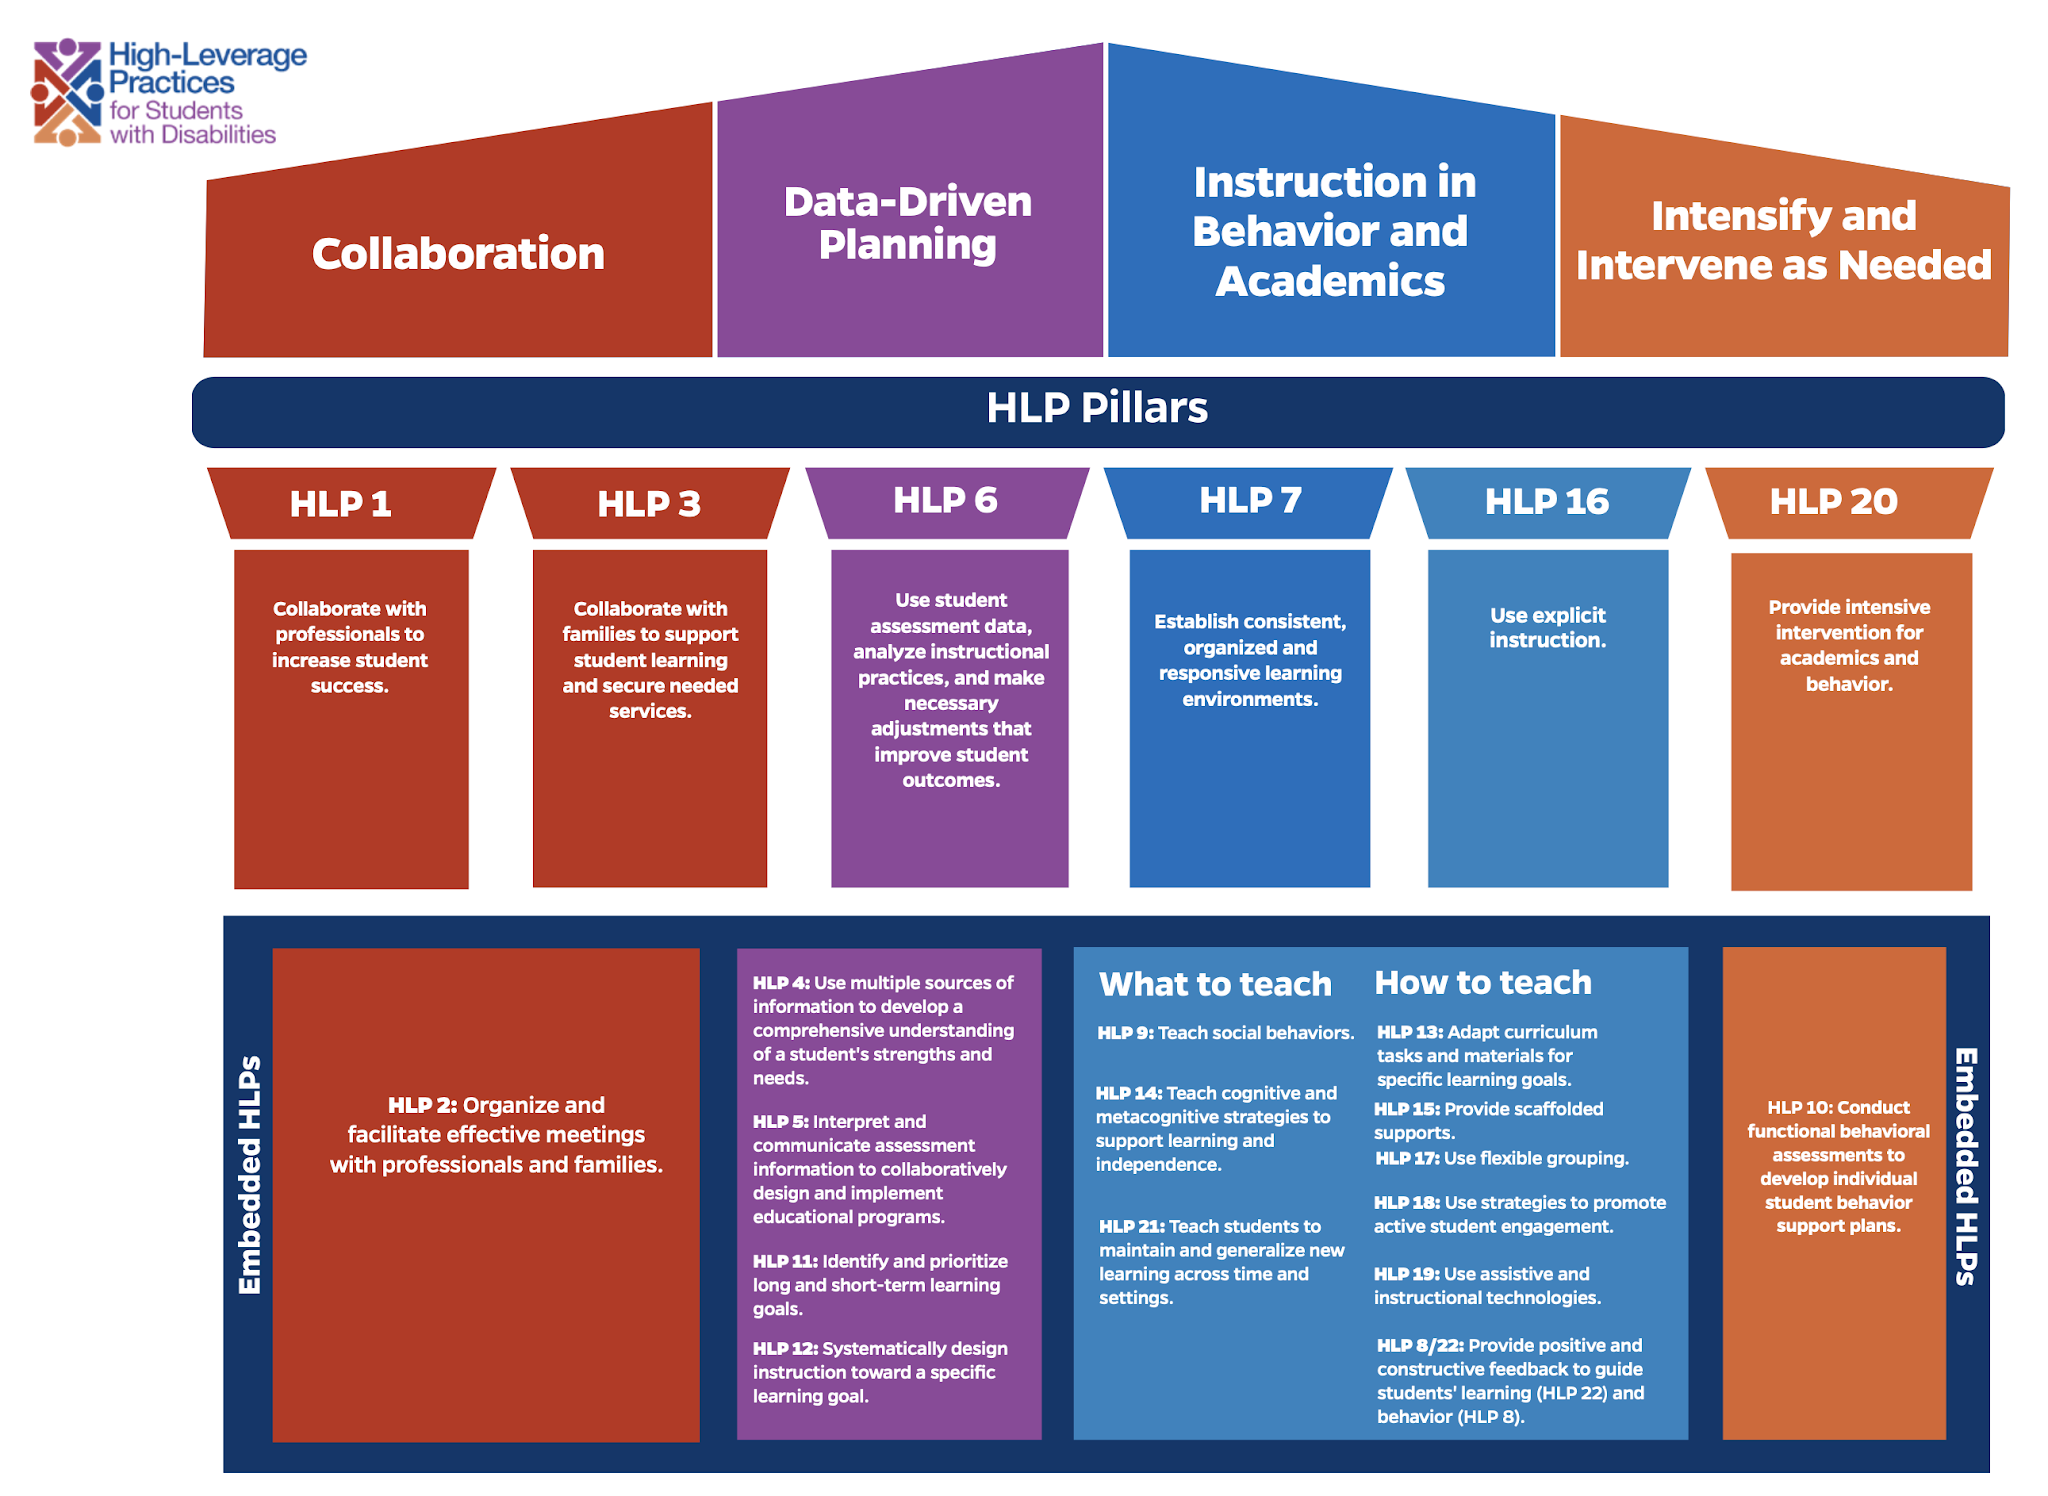 High-Leverage
Practices
for Students
with Disabilities
Collaboration
Data-Driven
Planning
Instruction in
Behavior and
Academics
Intensify and
Intervene as Needed
HLP Pillars
HLP 1
Collaborate with
professionals to
increase student
success.
HLP 3
Collaborate with
families to support
student learning
and secure needed
services.
HLP 6
Use student
assessment data,
analyze instructional
practices, and make
necessary
adjustments that
improve student
outcomes.
HLP 7
Establish consistent,
organized and
responsive learning
environments.
HLP 16
Use explicit
instruction.
HLP 20
Provide intensive
intervention for
academics and
behavior.
Embedded HLPs
HLP 2: Organize and
facilitate effective meetings
with professionals and families.
HLP 4: Use multiple sources of
information to develop a
comprehensive understanding
of a student's strengths and
needs.
HLP 5: Interpret and
communicate assessment
information to collaboratively
design and implement
educational programs.
HLP 11: Identify and prioritize
long and short-term learning
goals.
HLP 12: Systematically design
instruction toward a specific
learning goal.
What to teach
HLP 9: Teach social behaviors.
HLP 14: Teach cognitive and
metacognitive strategies to
support learning and
independence.
HLP 21: Teach students to
maintain and generalize new
learning across time and
settings.
How to teach
HLP 13: Adapt curriculum
tasks and materials for
specific learning goals.
HLP 15: Provide scaffolded
supports.
HLP 17: Use flexible grouping.
HLP 18: Use strategies to promote
active student engagement.
HLP 19: Use assistive and
instructional technologies.
HLP 8/22: Provide positive and
constructive feedback to guide
students' learning (HLP 22) and
behavior (HLP 8).
HLP 10: Conduct
functional behavioral
assessments to
develop individual
student behavior
support plans.
Embedded HLPs